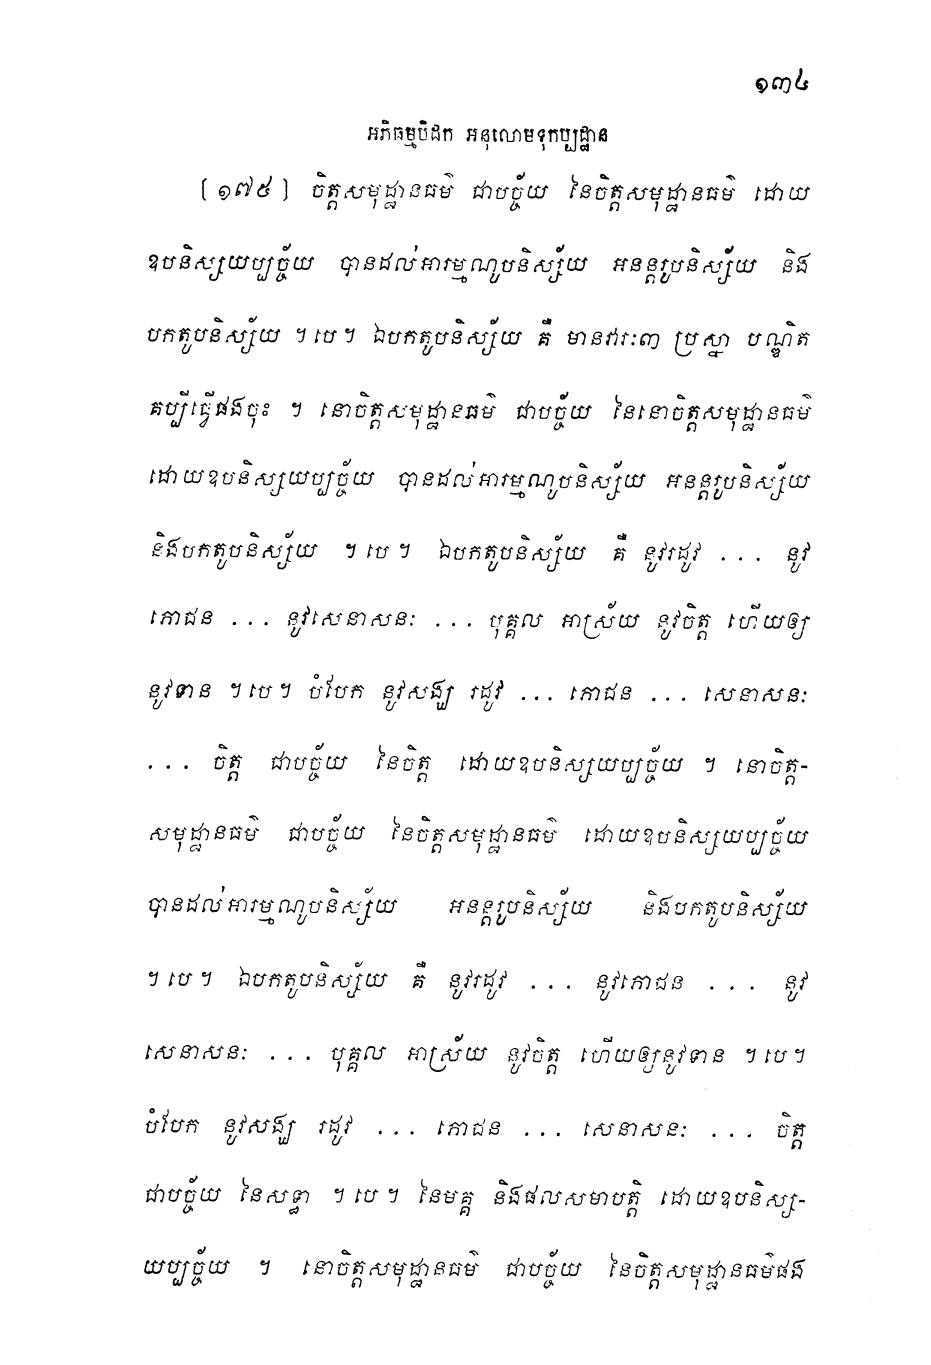 ១៣៤
អភិធម្មបិដក អនុលោមទុកប្បដ្ឋាន
(១៧៥) ចិត្តសមុដ្ឋានធម៌ ជាបច្ច័យ នៃចិត្តសមុដ្ឋានធម៌ ដោយ
ឧបនិស្សយប្បច្ច័យ បានដល់អារម្មណូបនិស្ស័យ អនន្តរូបនិស្ស័យ និង
បកតូបនិស្ស័យ ។ បេ ។ ឯបកតូបនិស្ស័យ គឺ មានវារៈ៣ ប្រស្នា បណ្ឌិត
គប្បីធ្វើផងចុះ ។ នោចិត្តសមុដ្ឋានធម៌ ជាបច្ច័យ នៃនោចិត្តសមុដ្ឋានធម៌
ដោយឧបនិស្សយប្បច្ច័យ បានដល់អារម្មណូបនិស្ស័យ អនន្តរូបនិស្ស័យ
និងបកតូបនិស្ស័យ ។ បេ ។ ឯបកតូបនិស្ស័យ គឺ នូវរដូវ ... នូវ
ភោជន ... នូវសេនាសនៈ ... បុគ្គល អាស្រ័យ នូវចិត្ត ហើយឲ្យ
នូវទាន ។ បេ ។ បំបែក នូវសង្ឃ រដូវ ... ភោជន ... សេនាសនៈ
... ចិត្ត ជាបច្ច័យ នៃចិត្ត ដោយឧបនិស្សយប្បច្ច័យ ។ នោចិត្ត-
សមុដ្ឋានធម៌ ជាបច្ច័យ នៃចិត្តសមុដ្ឋានធម៌ ដោយឧបនិស្សយប្បច្ច័យ
បានដល់អារម្មណូបនិស្ស័យ អនន្តរូបនិស្ស័យ និងបកតូបនិស្ស័យ
។ បេ ។ ឯបកតូបនិស្ស័យ គឺ នូវរដូវ ... នូវភោជន ... នូវ
សេនាសនៈ ... បុគ្គល អាស្រ័យ នូវចិត្ត ហើយឲ្យនូវទាន ។ បេ ។
បំបែក នូវសង្ឃ រដូវ ... ភោជន ... សេនាសនៈ ... ចិត្ត
ជាបច្ច័យ នៃសទ្ធា ។ បេ ។ នៃមគ្គ និងផលសមាបត្តិ ដោយឧបនិស្ស-
យប្បច្ច័យ ។ នោចិត្តសមុដ្ឋានធម៌ ជាបច្ច័យ នៃចិត្តសមុដ្ឋានធម៌ផង